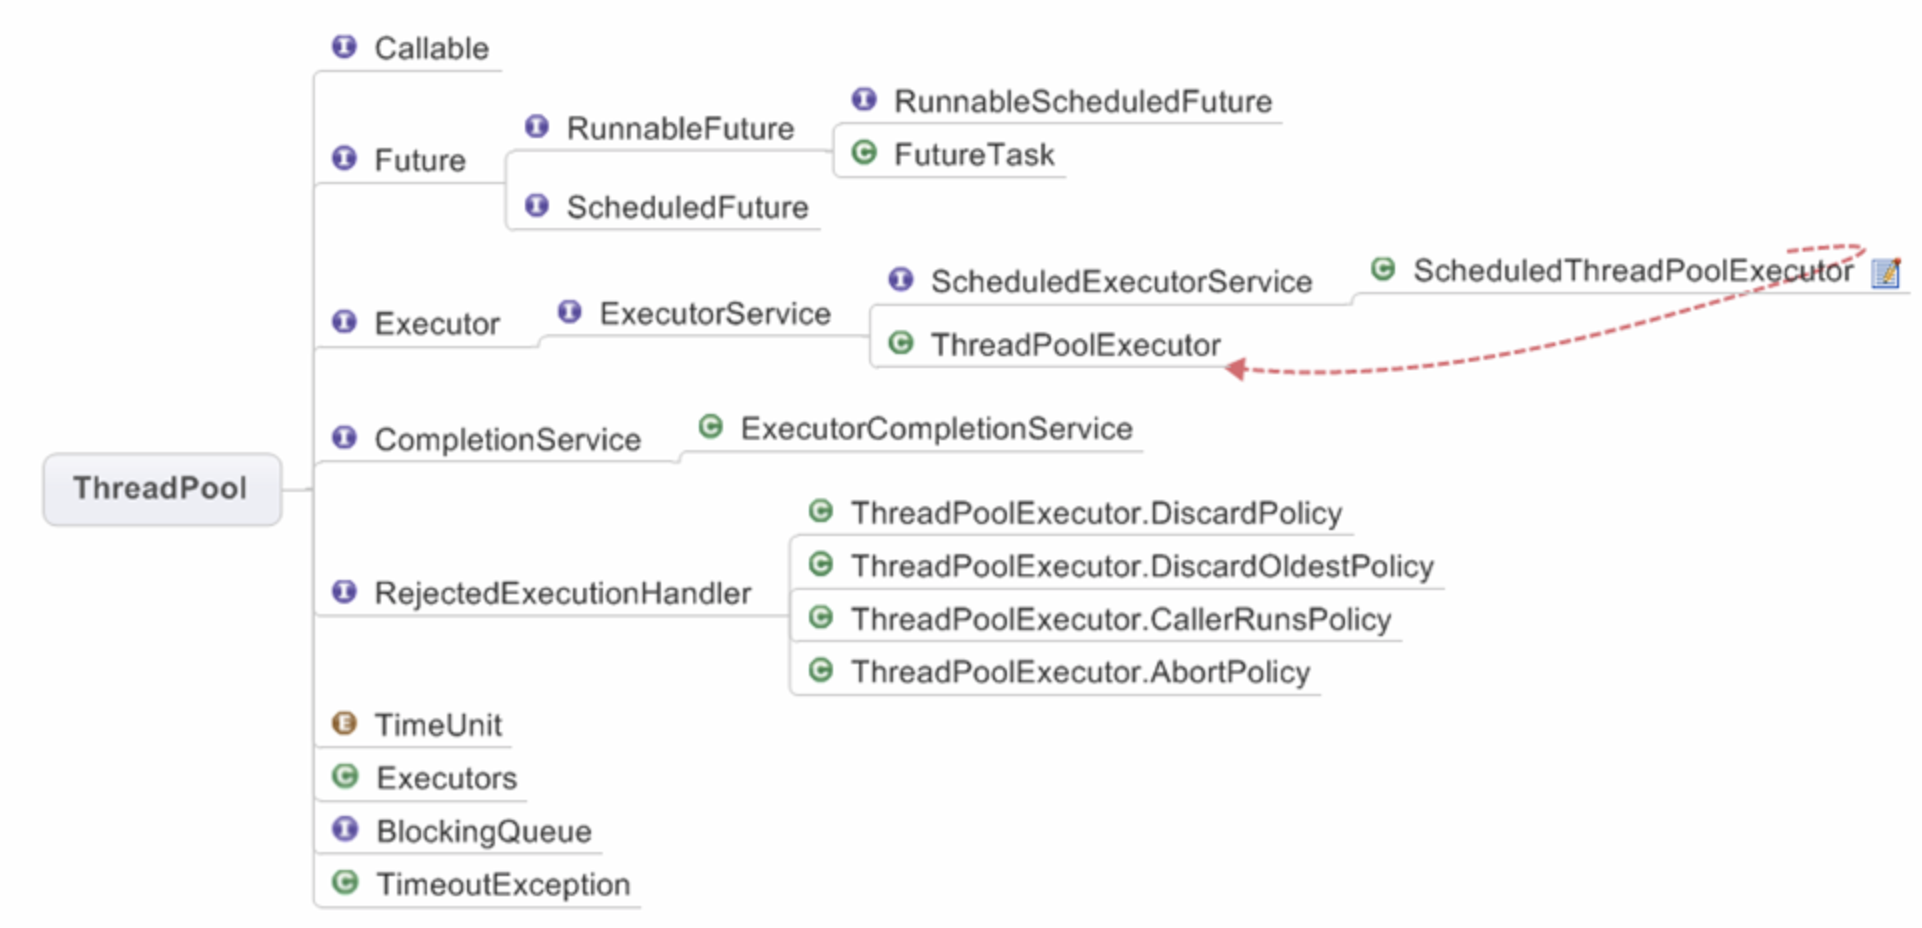 ThreadPool
I Callable
I Future
I RunnableFuture
I RunnableScheduledFuture
C FutureTask
I ScheduledFuture
I Executor
I ExecutorService
I ScheduledExecutorService
C ScheduledThreadPoolExecutor
C ThreadPoolExecutor
I CompletionService
C ExecutorCompletionService
I RejectedExecutionHandler
C ThreadPoolExecutor.DiscardPolicy
C ThreadPoolExecutor.DiscardOldestPolicy
C ThreadPoolExecutor.CallerRunsPolicy
C ThreadPoolExecutor.AbortPolicy
E TimeUnit
C Executors
I BlockingQueue
C TimeoutException